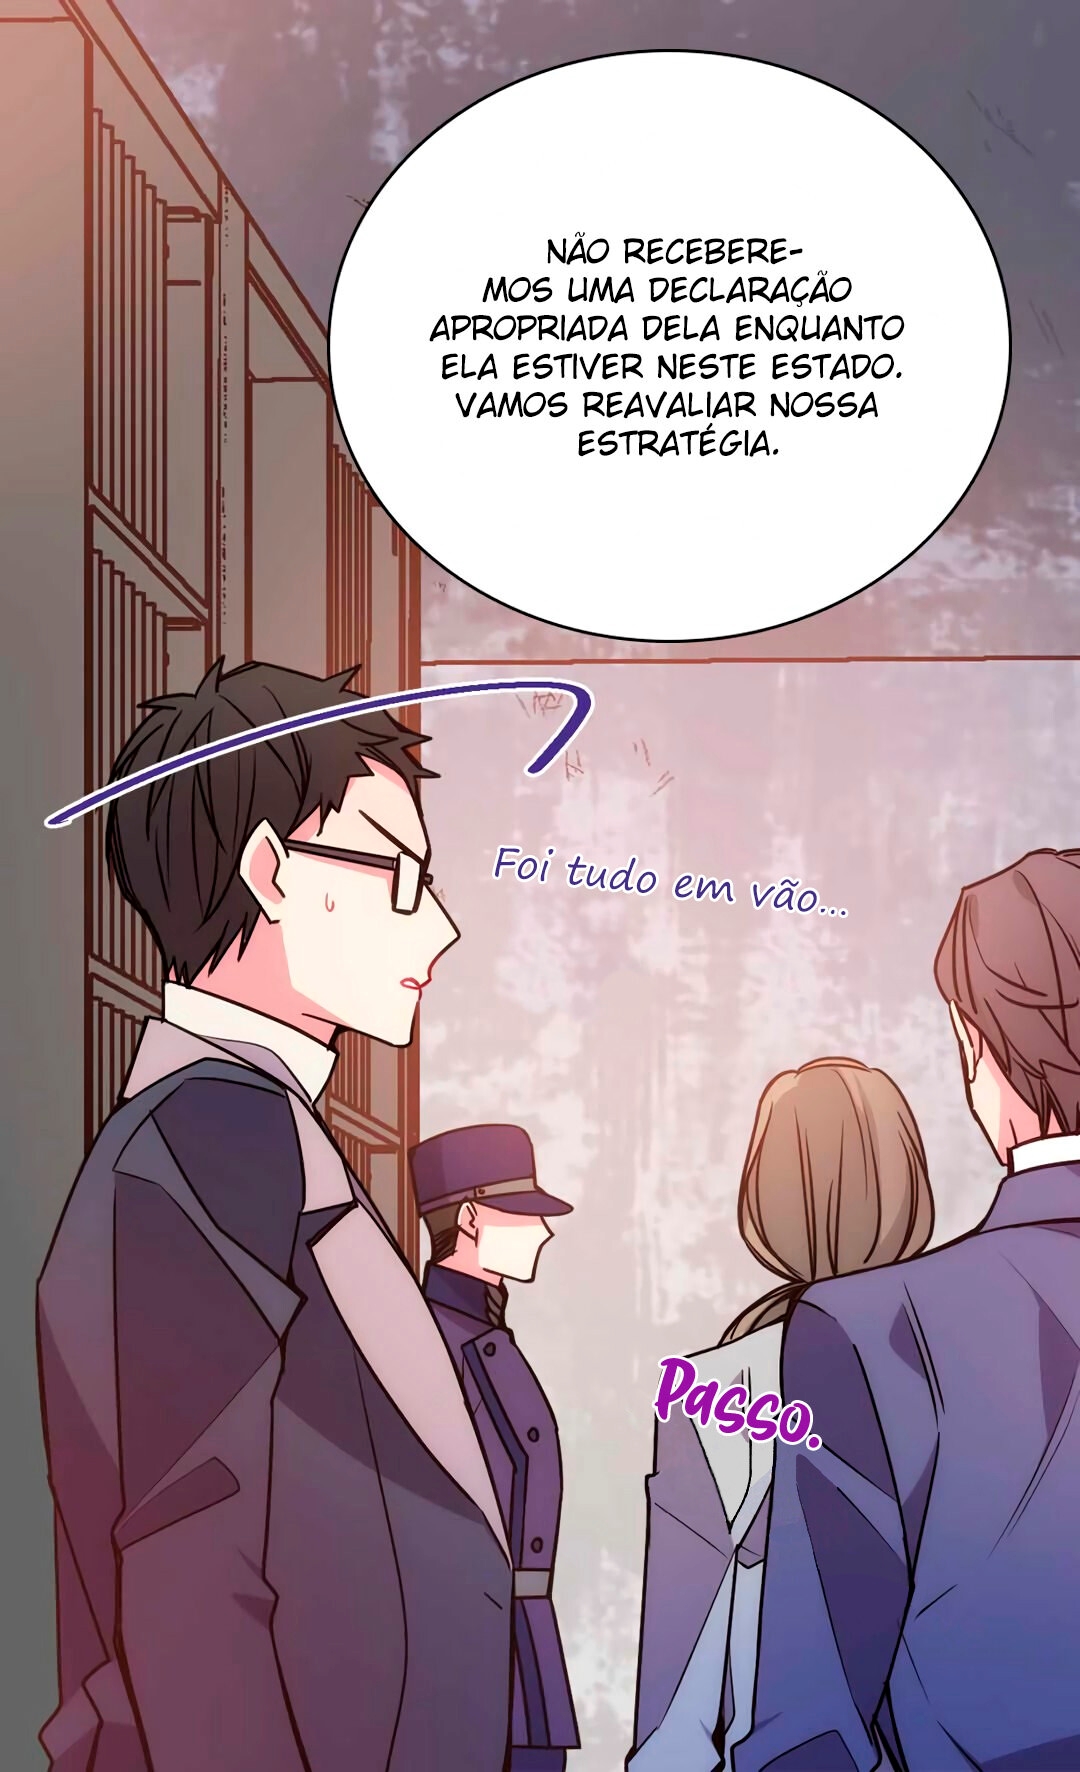 NÃO RECEBERE-
MOS UMA DECLARAÇÃO
APROPRIADA DELA ENQUANTO
ELA ESTIVER NESTE ESTADO.
VAMOS REAVALIAR NOSSA
ESTRATÉGIA.
Foi tudo em vão...
Passo.